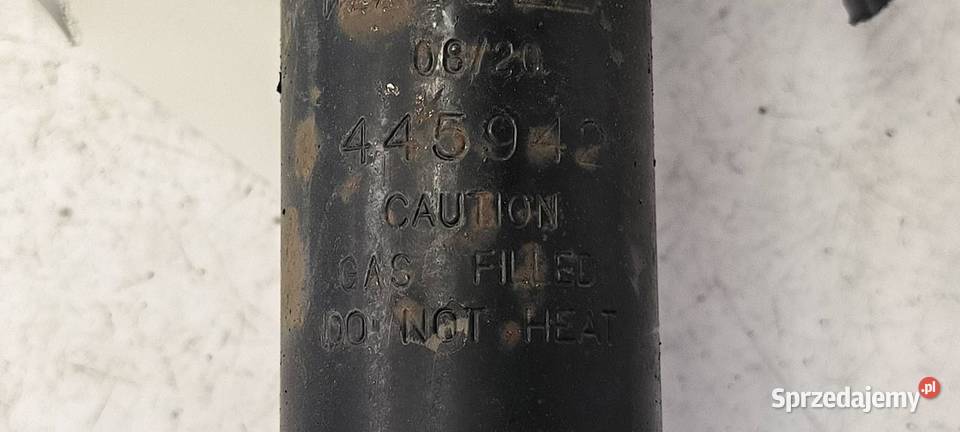 08/20
445942
CAUTION
GAS FILLED
DO NOT HEAT
Sprzedajemy.pl